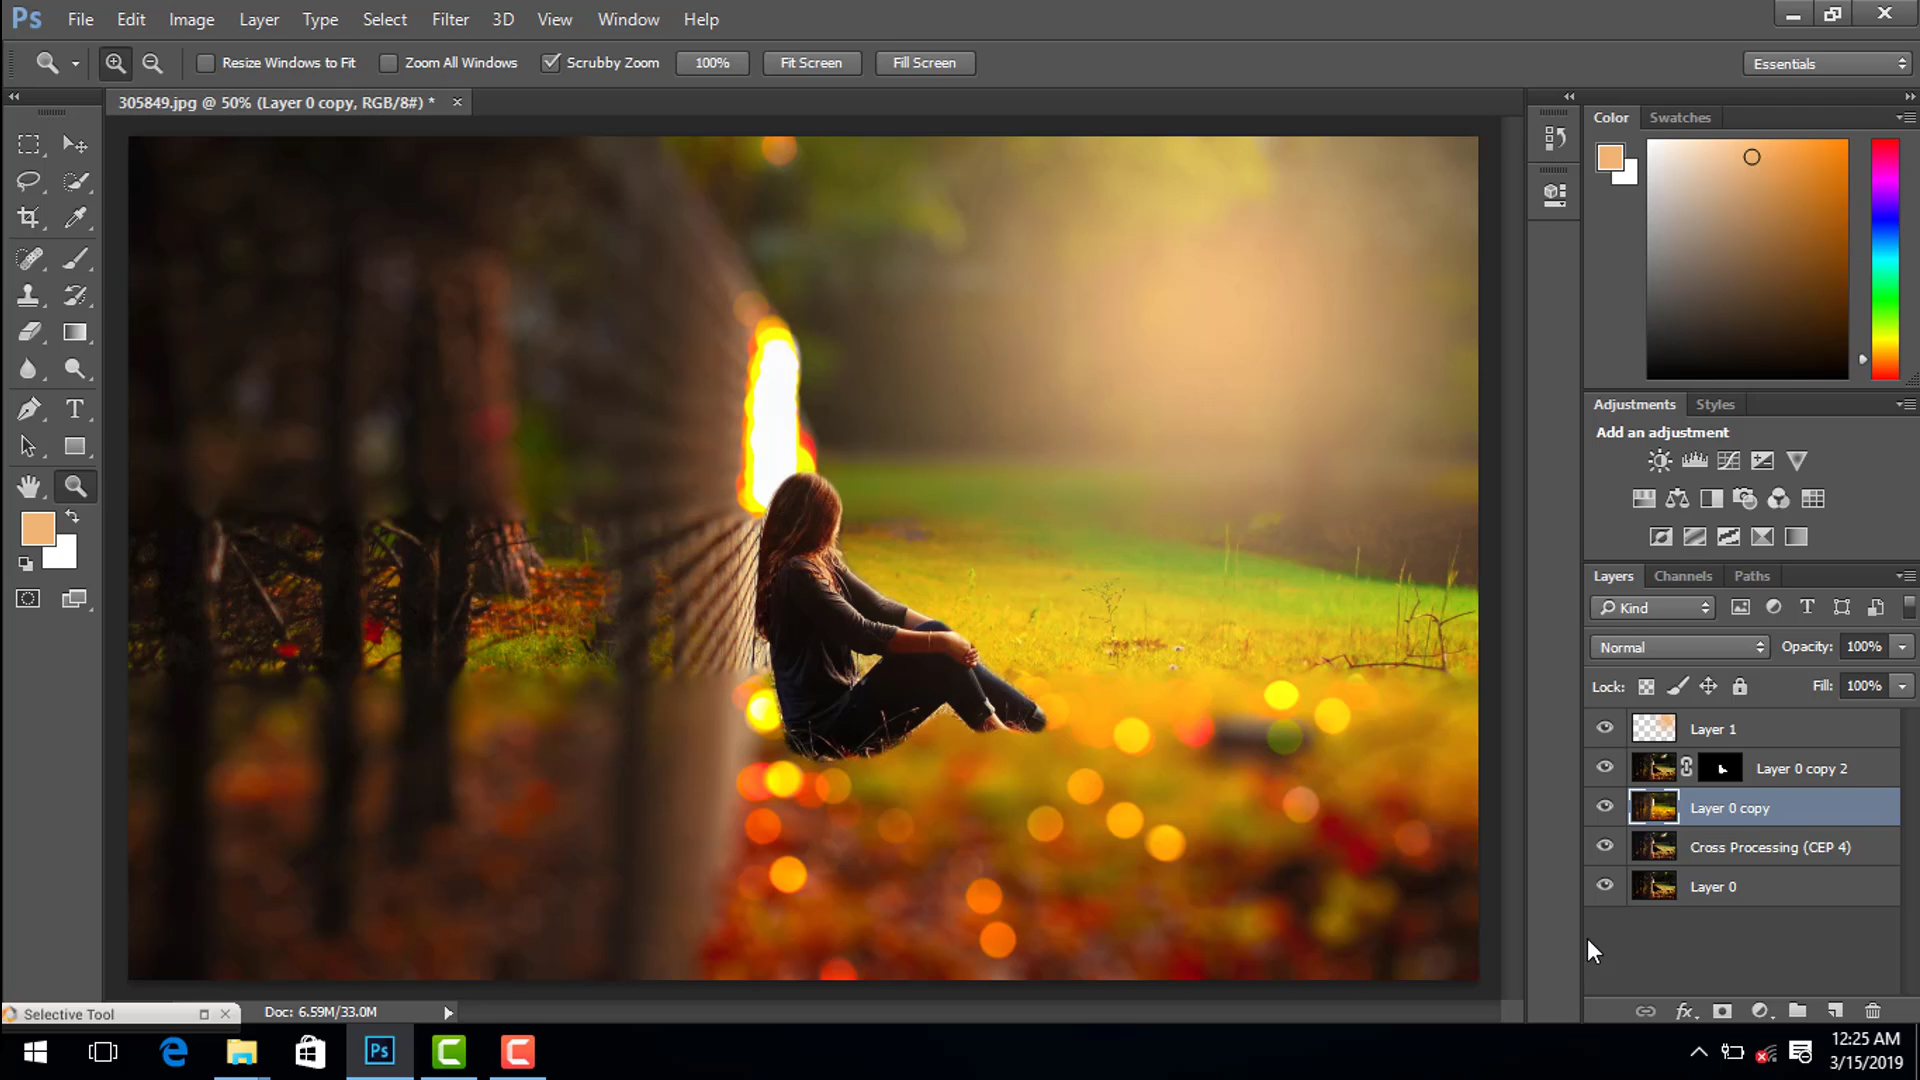 Ps File Edit Image Layer Type Select Filter 3D View Window Help
Resize Windows to Fit Zoom All Windows Scrubby Zoom 100% Fit Screen Fill Screen Essentials
305849.jpg @ 50% (Layer 0 copy, RGB/8#) *
Color Swatches
Adjustments Styles
Add an adjustment
Layers Channels Paths
Kind
Normal Opacity: 100%
Lock: Fill: 100%
Layer 1
Layer 0 copy 2
Layer 0 copy
Cross Processing (CEP 4)
Layer 0
Selective Tool Doc: 6.59M/33.0M
Ps
12:25 AM
3/15/2019